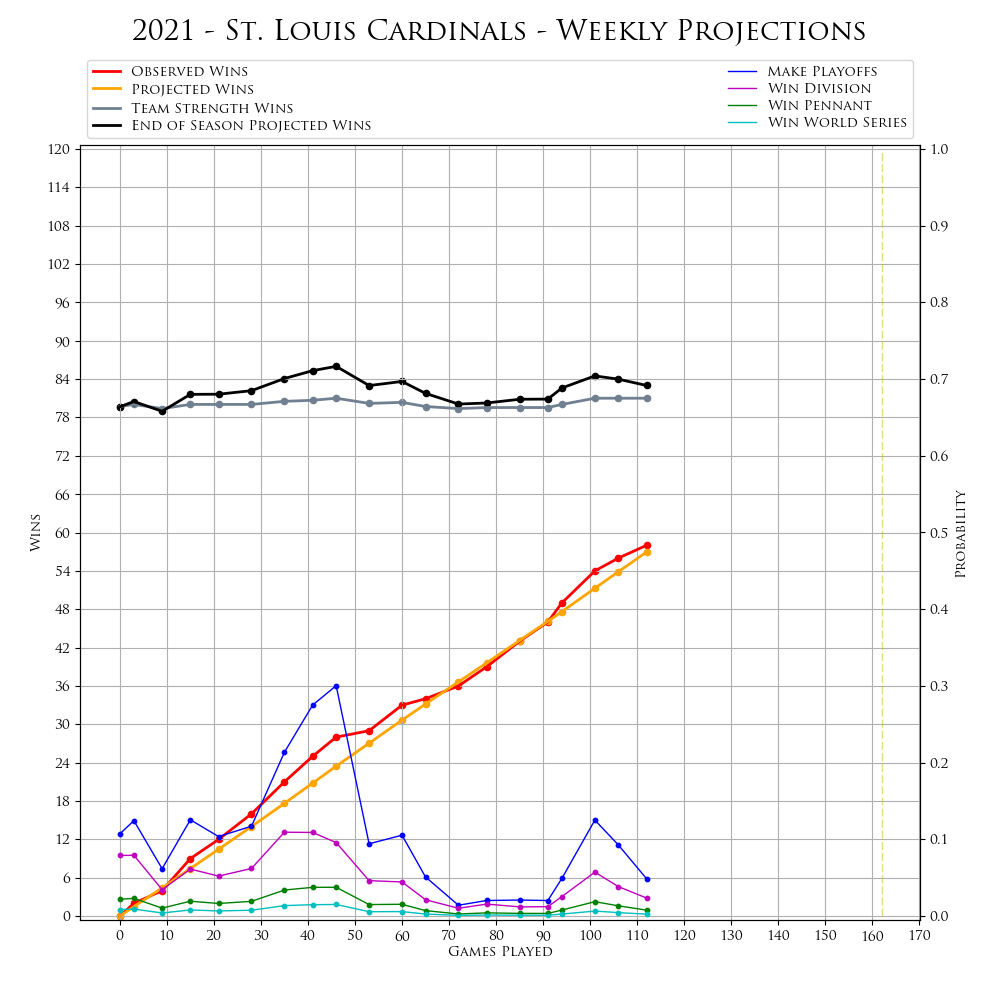 2021 - St. Louis Cardinals - Weekly Projections
Observed Wins
Projected Wins
Team Strength Wins
End of Season Projected Wins
Make Playoffs
Win Division
Win Pennant
Win World Series
120
114
108
102
96
90
84
78
72
66
60
54
48
42
36
30
24
18
12
6
0
Wins
1.0
0.9
0.8
0.7
0.6
0.5
0.4
0.3
0.2
0.1
0.0
Probability
0 10 20 30 40 50 60 70 80 90 100 110 120 130 140 150 160 170
Games Played